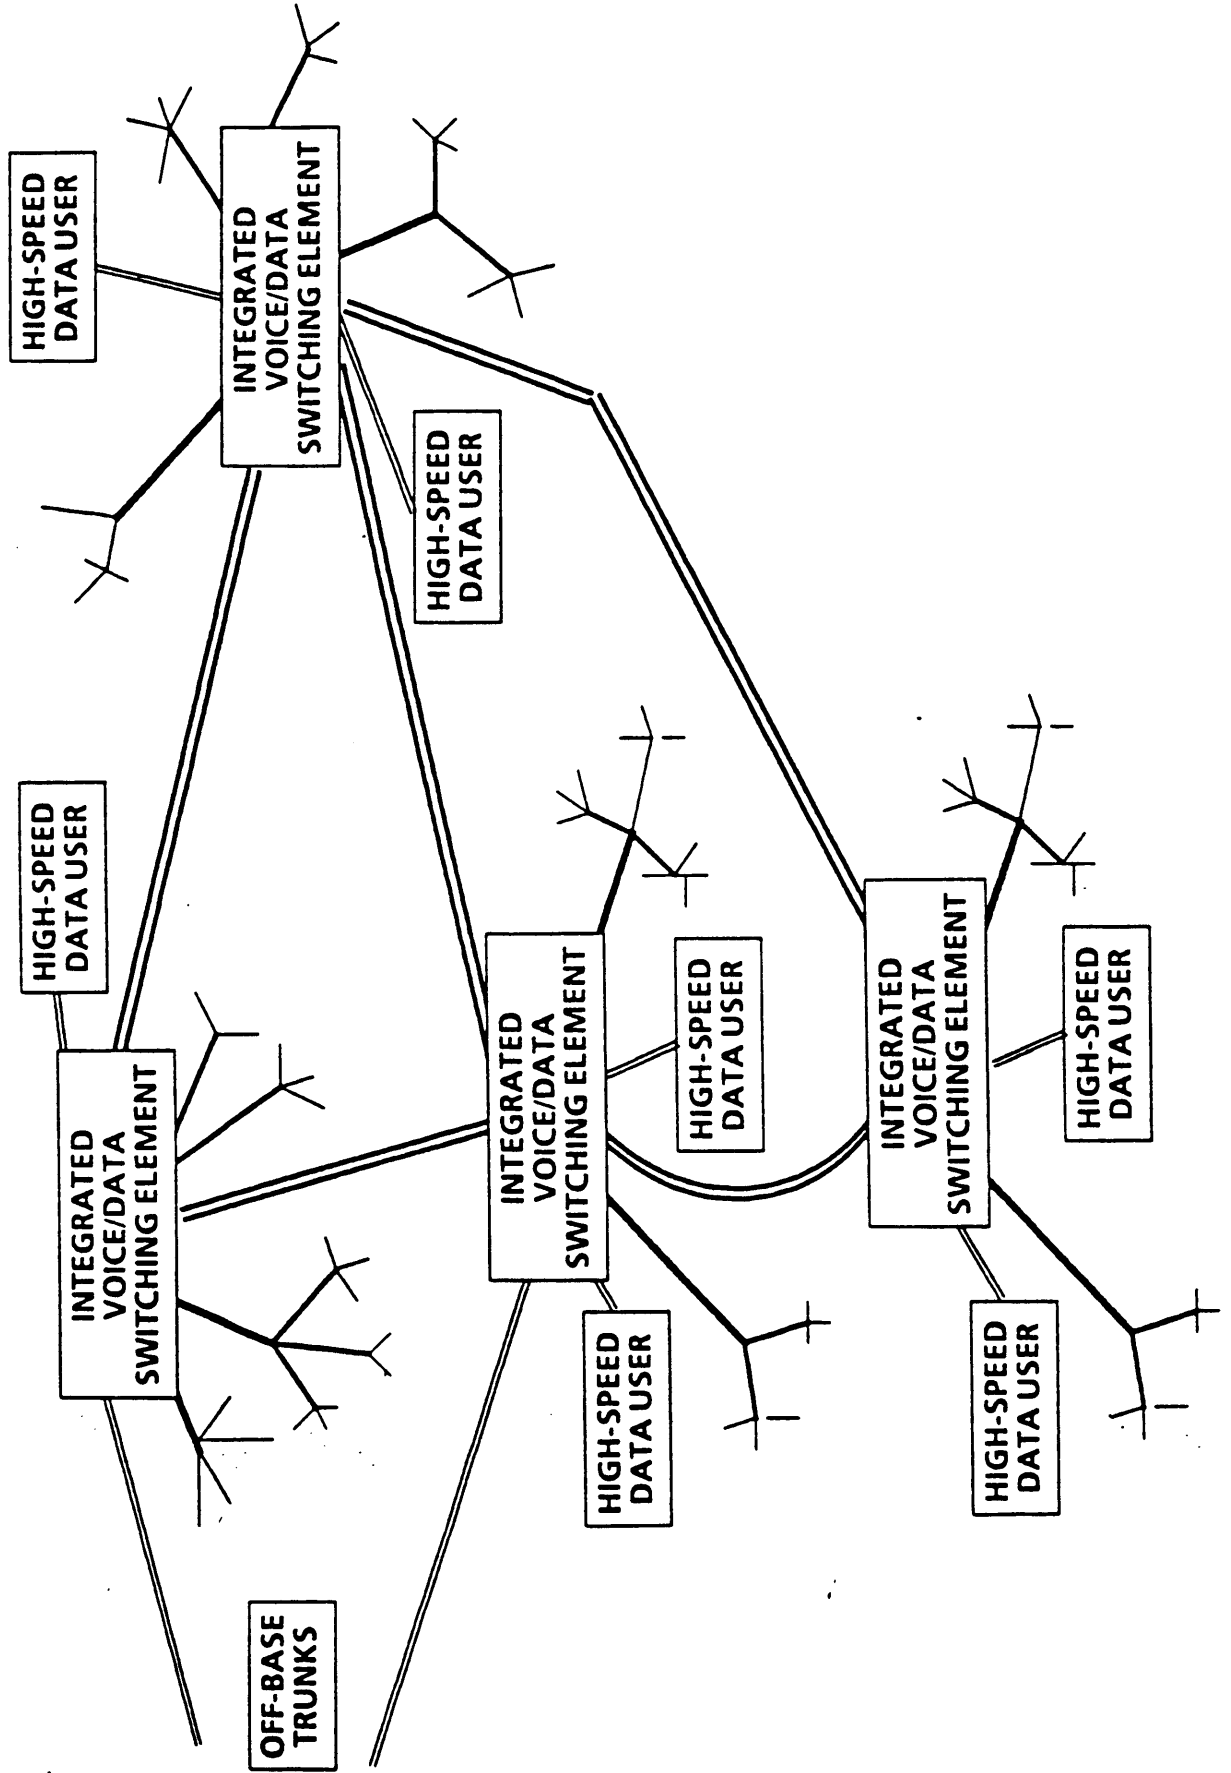 HIGH-SPEED
DATA USER
HIGH-SPEED
DATA USER
INTEGRATED
VOICE/DATA
SWITCHING ELEMENT
OFF-BASE
TRUNKS
INTEGRATED
VOICE/DATA
SWITCHING ELEMENT
HIGH-SPEED
DATA USER
INTEGRATED
VOICE/DATA
SWITCHING ELEMENT
HIGH-SPEED
DATA USER
HIGH-SPEED
DATA USER
INTEGRATED
VOICE/DATA
SWITCHING ELEMENT
HIGH-SPEED
DATA USER
HIGH-SPEED
DATA USER